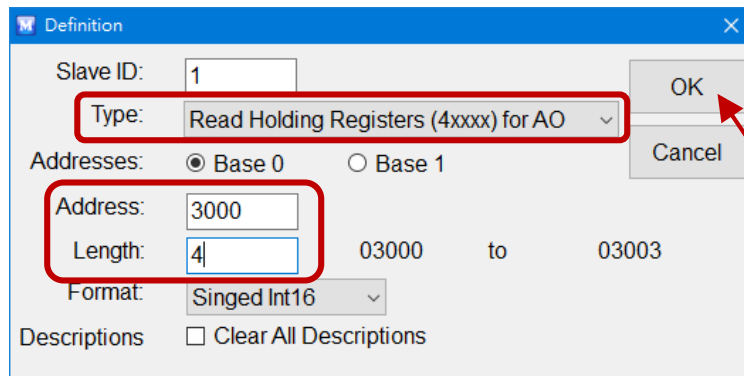 M Definition
Slave ID: 1
OK
Type: Read Holding Registers (4xxxx) for AO
Cancel
Addresses: Base 0 Base 1
Address: 3000
Length: 4 03000 to 03003
Format: Singed Int16
Descriptions Clear All Descriptions